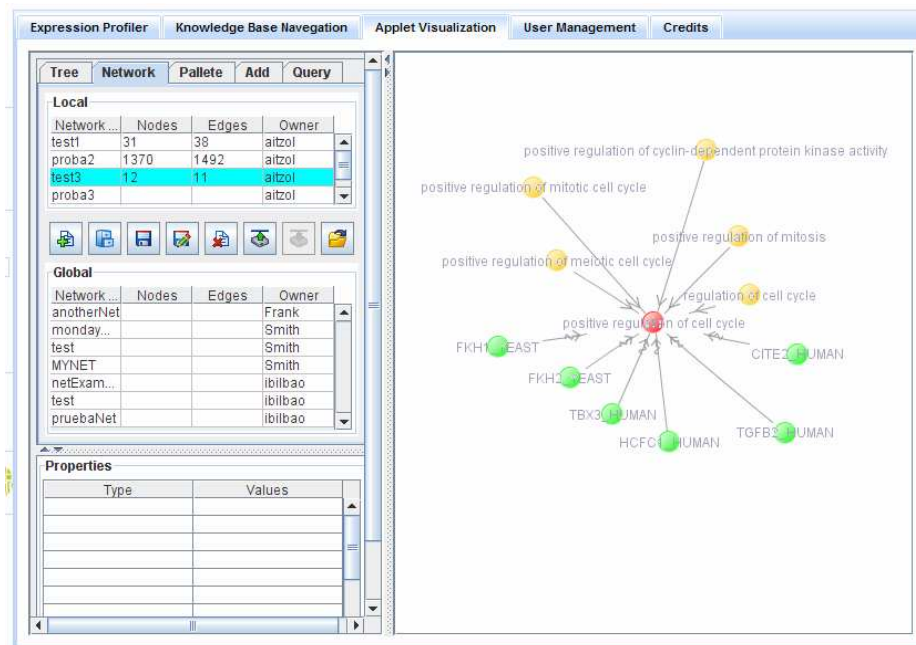 Expression Profiler Knowledge Base Navegation Applet Visualization User Management Credits
Tree Network Pallete Add Query
Local
Network ... Nodes Edges Owner
test1 31 38 aitzol
proba2 1370 1492 aitzol
test3 12 11 aitzol
proba3 aitzol
Global
Network ... Nodes Edges Owner
anotherNet Frank
monday... Smith
test Smith
MYNET Smith
netExam... ibilbao
test ibilbao
pruebaNet ibilbao
Properties
Type Values
positive regulation of cyclin-dependent protein kinase activity
positive regulation of mitotic cell cycle
positive regulation of mitosis
positive regulation of meiotic cell cycle
regulation of cell cycle
positive regulation of cell cycle
FKH1_YEAST
CITE2_HUMAN
FKH2_YEAST
TBX3_HUMAN
HCFC1_HUMAN
TGFB3_HUMAN